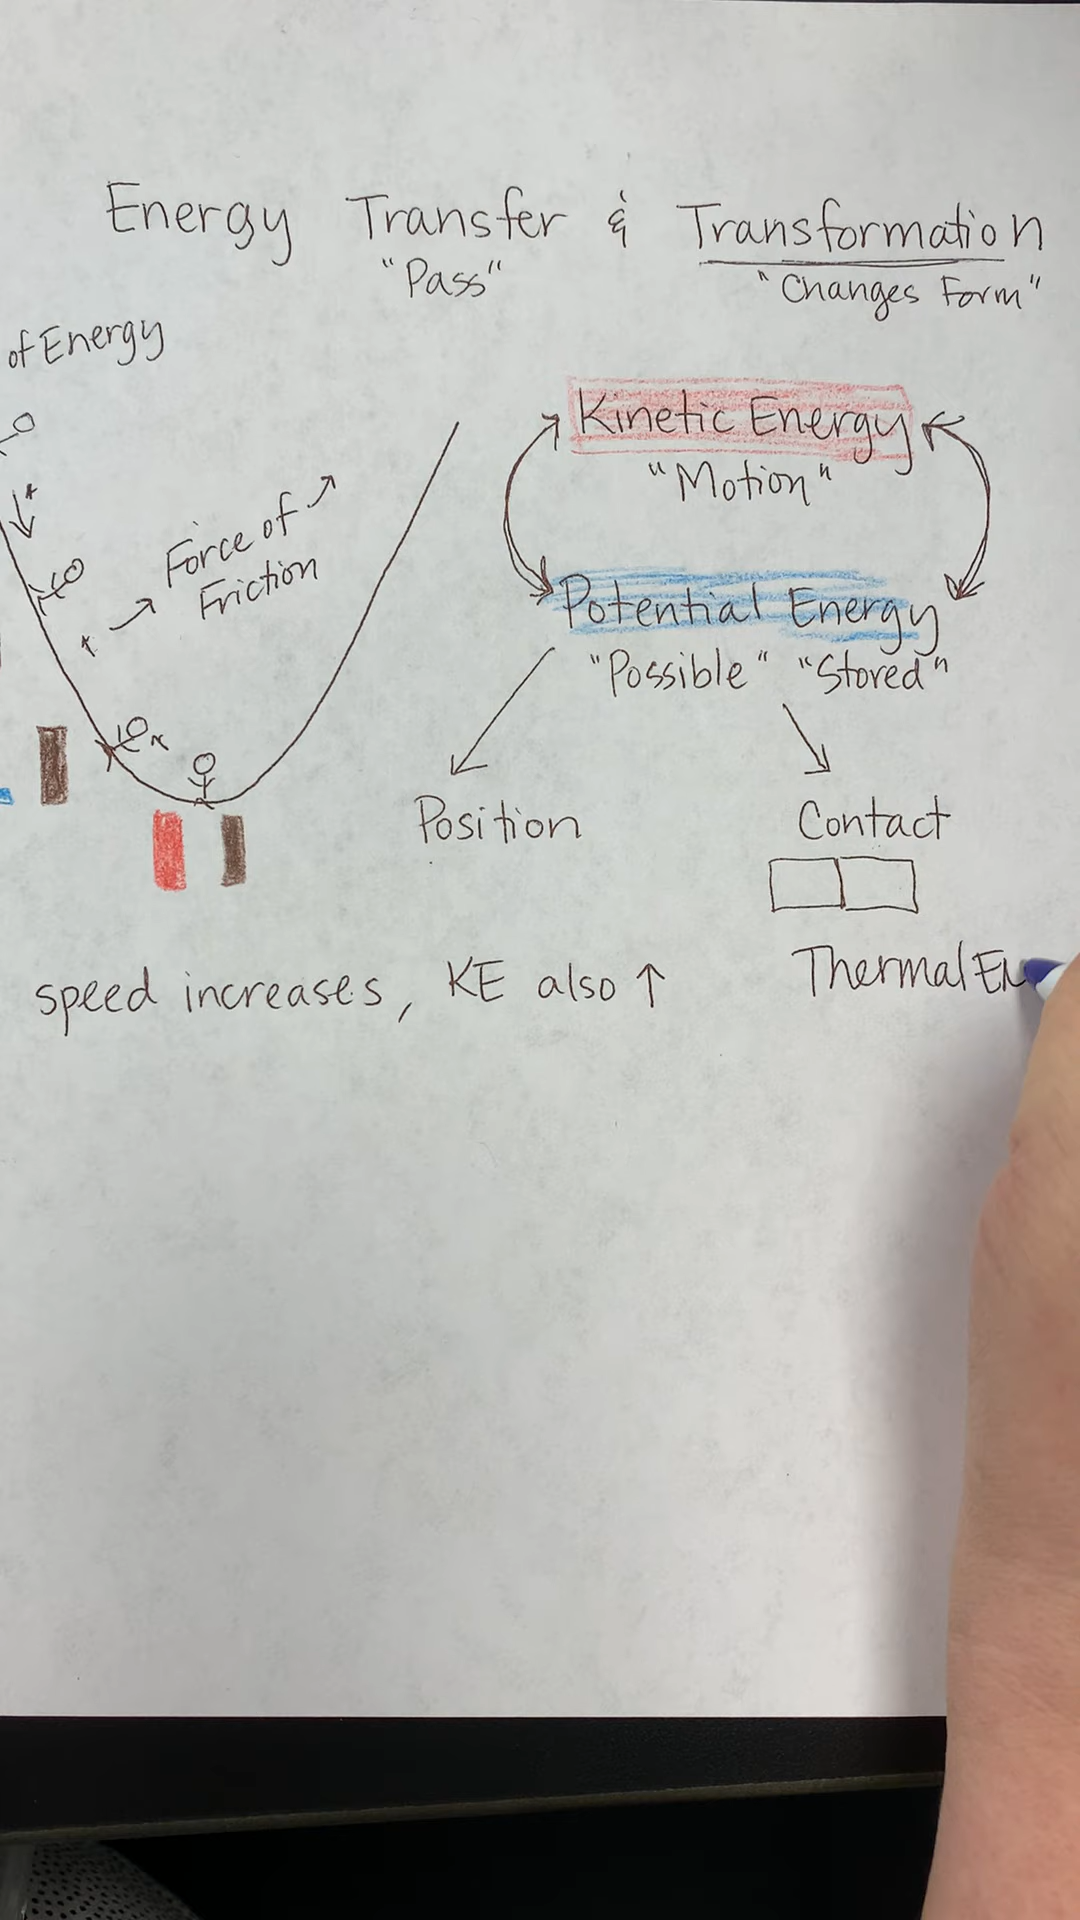 Energy Transfer & Transformation
"Pass"
"Changes Form"
of Energy
Kinetic Energy
"Motion"
Force of
Friction
Potential Energy
"Possible" "Stored"
Position
Contact
speed increases, KE also ↑
Thermal En